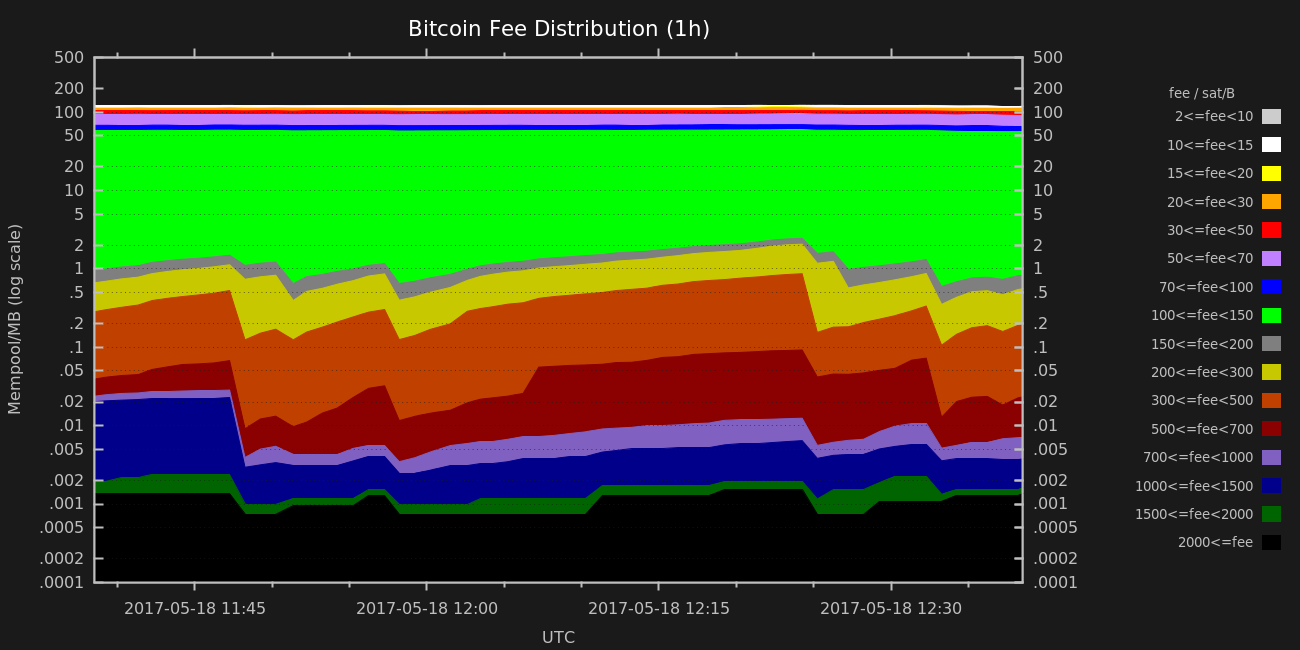 Bitcoin Fee Distribution (1h)
500
200
100
50
20
10
5
2
1
.5
.2
.1
.05
.02
.01
.005
.002
.001
.0005
.0002
.0001
Mempool/MB (log scale)
500
200
100
50
20
10
5
2
1
.5
.2
.1
.05
.02
.01
.005
.002
.001
.0005
.0002
.0001
2017-05-18 11:45
2017-05-18 12:00
2017-05-18 12:15
2017-05-18 12:30
UTC
fee / sat/B
2<=fee<10
10<=fee<15
15<=fee<20
20<=fee<30
30<=fee<50
50<=fee<70
70<=fee<100
100<=fee<150
150<=fee<200
200<=fee<300
300<=fee<500
500<=fee<700
700<=fee<1000
1000<=fee<1500
1500<=fee<2000
2000<=fee